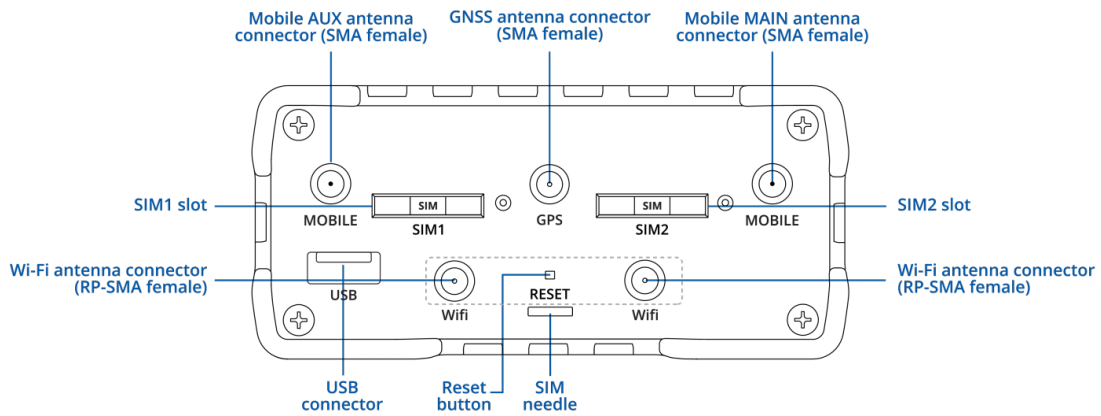 Mobile AUX antenna
connector (SMA female)
GNSS antenna connector
(SMA female)
Mobile MAIN antenna
connector (SMA female)
SIM1 slot
MOBILE
SIM
SIM1
GPS
SIM
SIM2
MOBILE
SIM2 slot
Wi-Fi antenna connector
(RP-SMA female)
USB
Wifi
RESET
Wifi
Wi-Fi antenna connector
(RP-SMA female)
USB
connector
Reset
button
SIM
needle